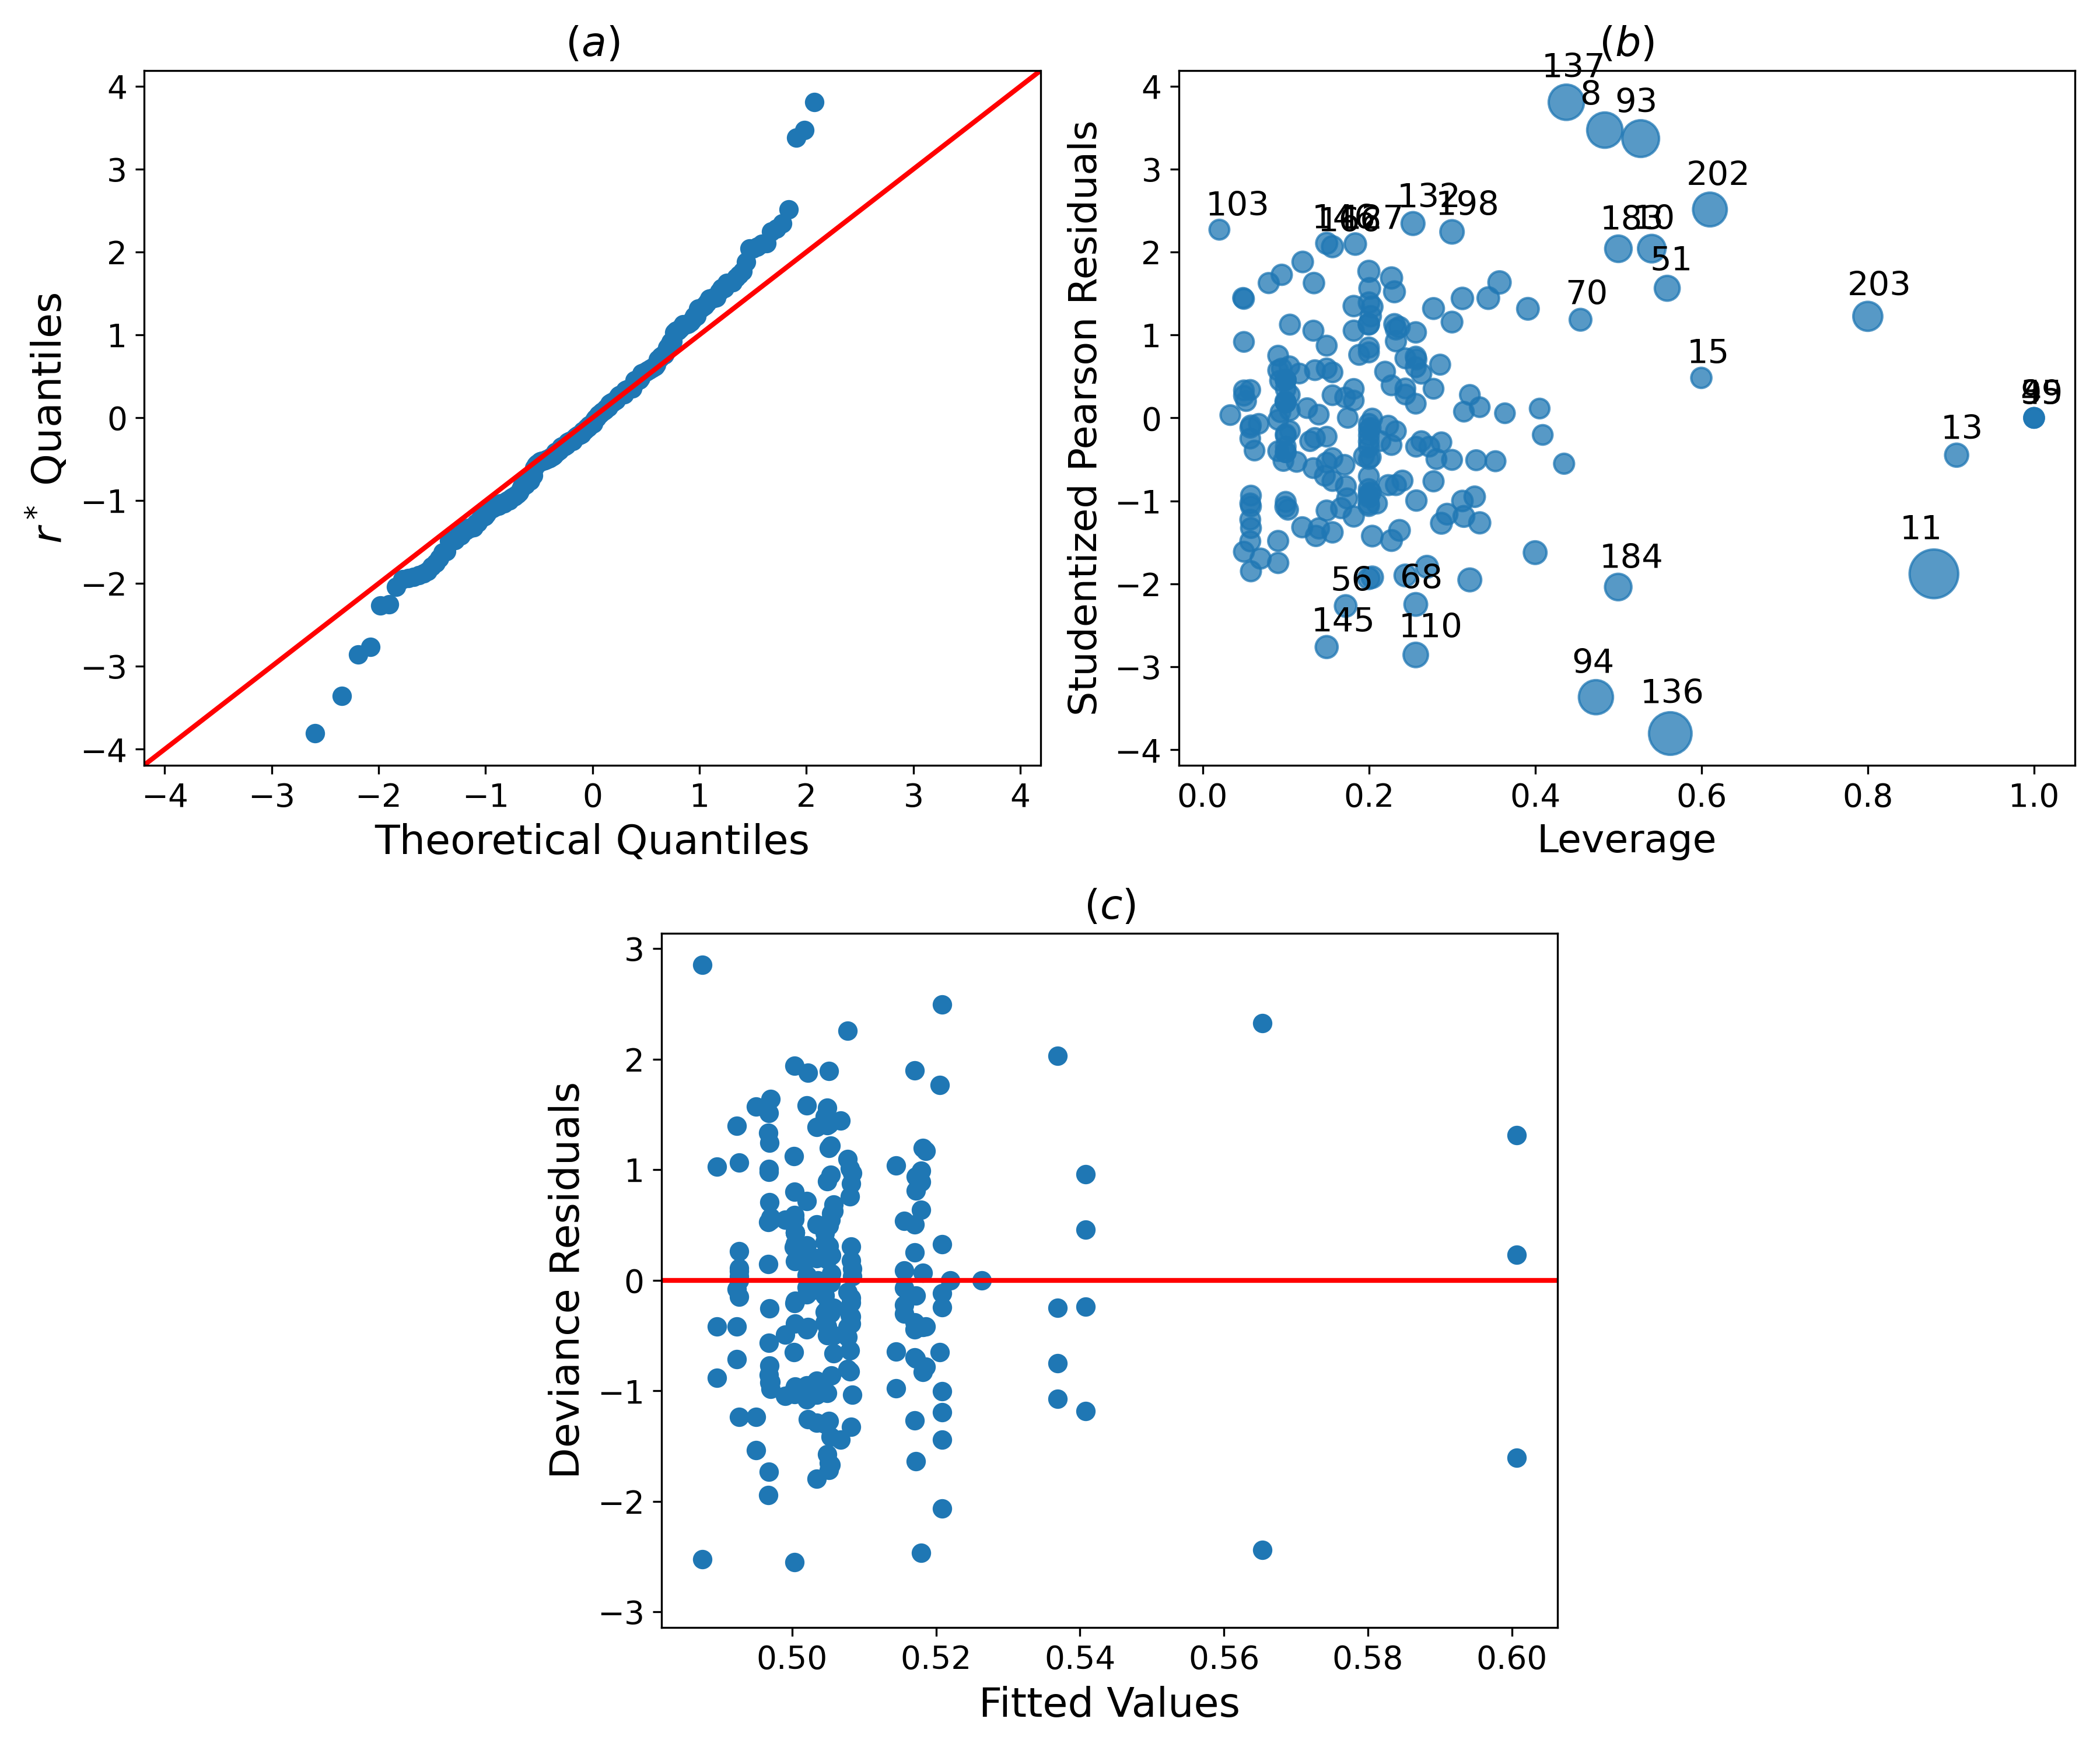 (a)
4
3
2
1
0
−1
−2
−3
−4
r* Quantiles
−4 −3 −2 −1 0 1 2 3 4
Theoretical Quantiles
(b)
4
3
2
1
0
−1
−2
−3
−4
Studentized Pearson Residuals
137
8 93
202
103 132 198
183 10
51
70 203
15
13
11
56 68 184
145 110
94
136
0.0 0.2 0.4 0.6 0.8 1.0
Leverage
(c)
3
2
1
0
−1
−2
−3
Deviance Residuals
0.50 0.52 0.54 0.56 0.58 0.60
Fitted Values